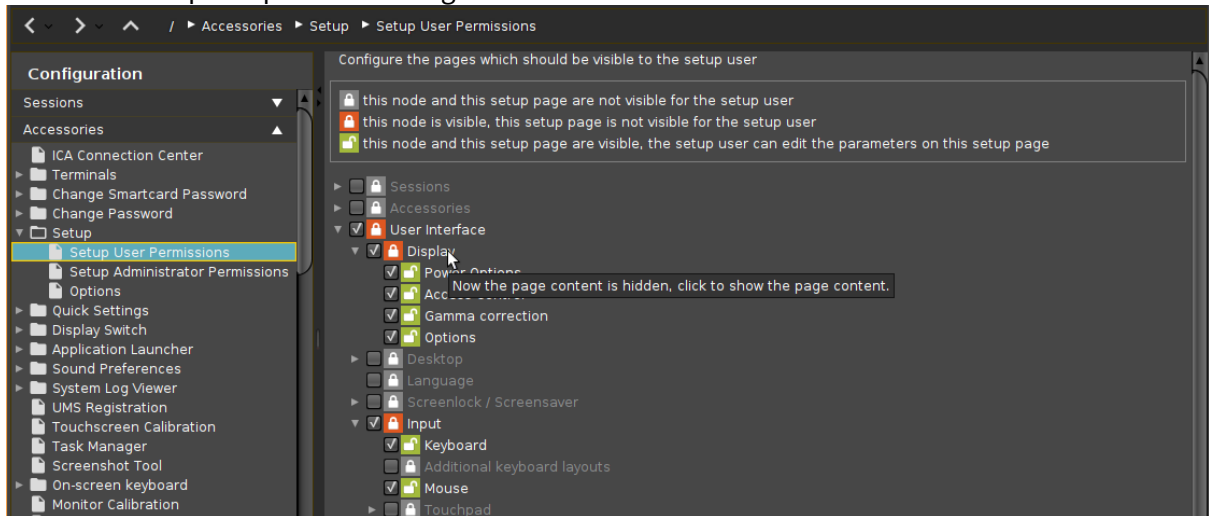 / ▸ Accessories ▸ Setup ▸ Setup User Permissions
Configuration
Sessions
Accessories
ICA Connection Center
Terminals
Change Smartcard Password
Change Password
Setup
Setup User Permissions
Setup Administrator Permissions
Options
Quick Settings
Display Switch
Application Launcher
Sound Preferences
System Log Viewer
UMS Registration
Touchscreen Calibration
Task Manager
Screenshot Tool
On-screen keyboard
Monitor Calibration
Configure the pages which should be visible to the setup user
this node and this setup page are not visible for the setup user
this node is visible, this setup page is not visible for the setup user
this node and this setup page are visible, the setup user can edit the parameters on this setup page
Sessions
Accessories
User Interface
Display
Power Options
Now the page content is hidden, click to show the page content.
Access Control
Gamma correction
Options
Desktop
Language
Screenlock / Screensaver
Input
Keyboard
Additional keyboard layouts
Mouse
Touchpad